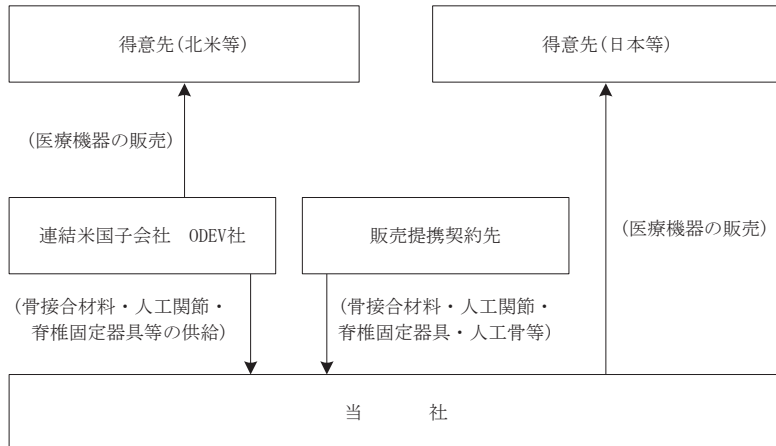 得意先(北米等)
得意先(日本等)
(医療機器の販売)
連結米国子会社 ODEV社
販売提携契約先
(医療機器の販売)
(骨接合材料・人工関節・
脊椎固定器具等の供給)
(骨接合材料・人工関節・
脊椎固定器具・人工骨等)
当 社